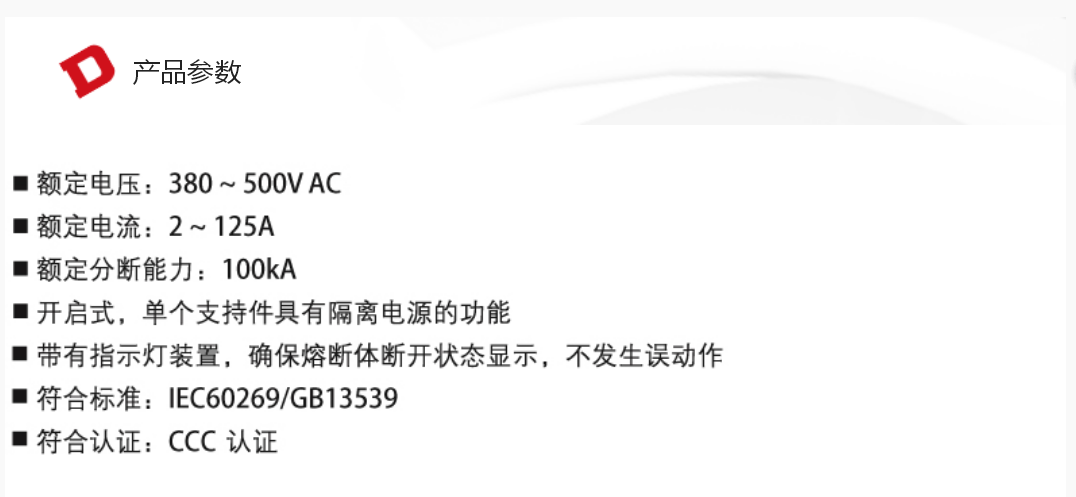 产品参数
■ 额定电压：380 ~ 500V AC
■ 额定电流：2 ~ 125A
■ 额定分断能力：100kA
■ 开启式，单个支持件具有隔离电源的功能
■ 带有指示灯装置，确保熔断体断开状态显示，不发生误动作
■ 符合标准：IEC60269/GB13539
■ 符合认证：CCC 认证